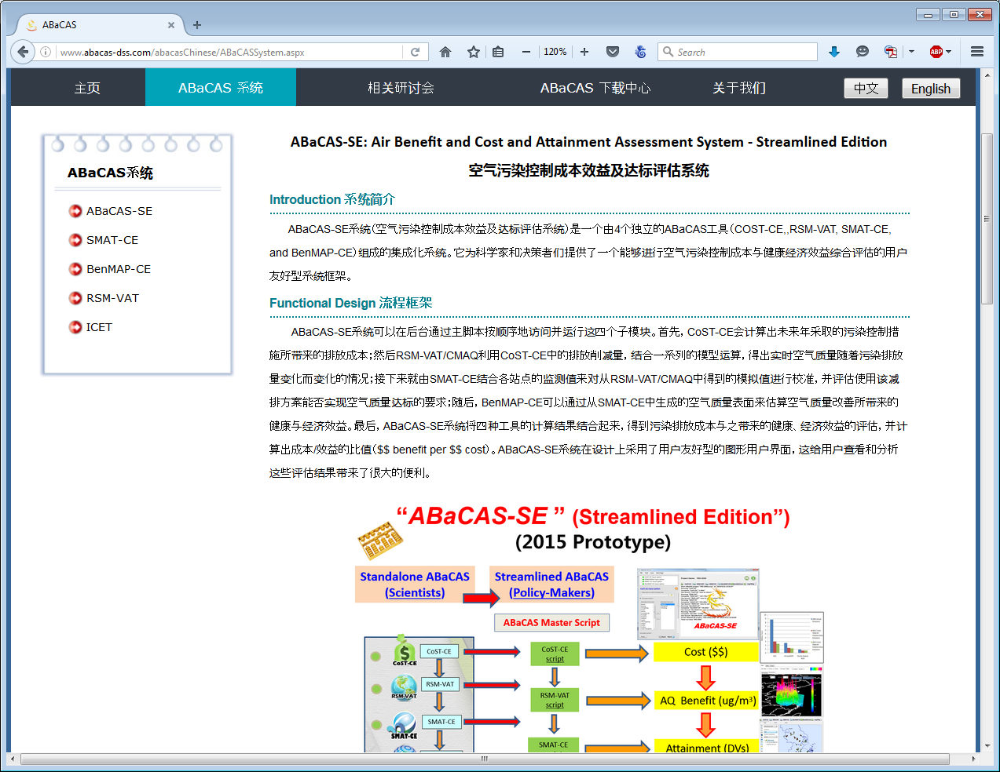 ABaCAS
www.abacas-dss.com/abacasChinese/ABaCASSystem.aspx
120%
Search
ABP
主页
ABaCAS 系统
相关研讨会
ABaCAS 下载中心
关于我们
中文
English
ABaCAS系统
ABaCAS-SE
SMAT-CE
BenMAP-CE
RSM-VAT
ICET
ABaCAS-SE: Air Benefit and Cost and Attainment Assessment System - Streamlined Edition
空气污染控制成本效益及达标评估系统
Introduction 系统简介
ABaCAS-SE系统(空气污染控制成本效益及达标评估系统)是一个由4个独立的ABaCAS工具(COST-CE,,RSM-VAT, SMAT-CE,
and BenMAP-CE)组成的集成化系统。它为科学家和决策者们提供了一个能够进行空气污染控制成本与健康经济效益综合评估的用户
友好型系统框架。
Functional Design 流程框架
ABaCAS-SE系统可以在后台通过主脚本按顺序地访问并运行这四个子模块。首先, CoST-CE会计算出未来年采取的污染控制措
施所带来的排放成本;然后RSM-VAT/CMAQ利用CoST-CE中的排放削减量, 结合一系列的模型运算, 得出实时空气质量随着污染排放
量变化而变化的情况;接下来就由SMAT-CE结合各站点的监测值来对从RSM-VAT/CMAQ中得到的模拟值进行校准, 并评估使用该减
排方案能否实现空气质量达标的要求;随后, BenMAP-CE可以通过从SMAT-CE中生成的空气质量表面来估算空气质量改善所带来的
健康与经济效益。最后, ABaCAS-SE系统将四种工具的计算结果结合起来, 得到污染排放成本与之带来的健康、经济效益的评估, 并计
算出成本/效益的比值($$ benefit per $$ cost)。ABaCAS-SE系统在设计上采用了用户友好型的图形用户界面, 这给用户查看和分析
这些评估结果带来了很大的便利。
“ABaCAS-SE ” (Streamlined Edition”)
(2015 Prototype)
Standalone ABaCAS
(Scientists)
Streamlined ABaCAS
(Policy-Makers)
ABaCAS Master Script
ABaCAS-SE
CoST-CE
CoST-CE
CoST-CE
script
Cost ($$)
RSM-VAT
RSM-VAT
RSM-VAT
script
AQ Benefit (ug/m³)
SMAT-CE
SMAT-CE
SMAT-CE
Attainment (DVs)